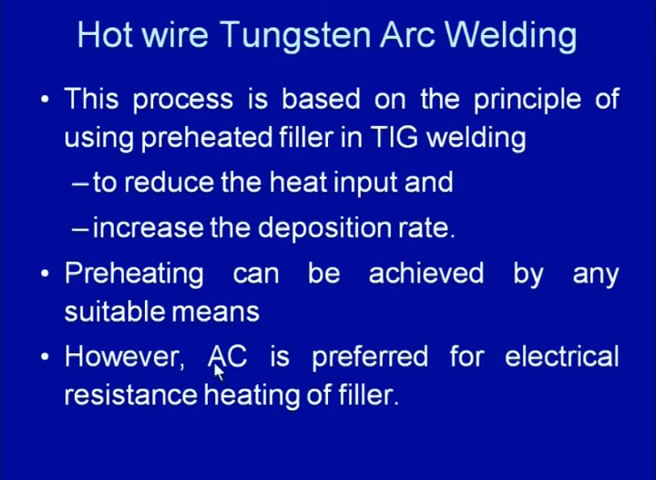 Hot wire Tungsten Arc Welding
• This process is based on the principle of
using preheated filler in TIG welding
–to reduce the heat input and
–increase the deposition rate.
• Preheating can be achieved by any
suitable means
• However, AC is preferred for electrical
resistance heating of filler.